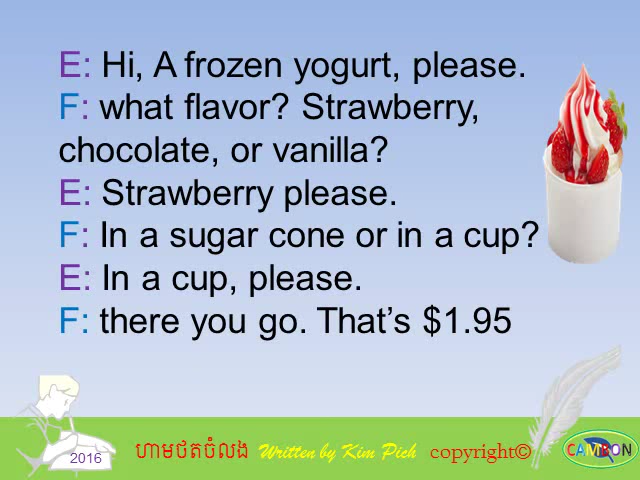 E: Hi, A frozen yogurt, please.
F: what flavor? Strawberry,
chocolate, or vanilla?
E: Strawberry please.
F: In a sugar cone or in a cup?
E: In a cup, please.
F: there you go. That’s $1.95
2016
ហាមថតចំលង Written by Kim Pich copyright©
CAMBON